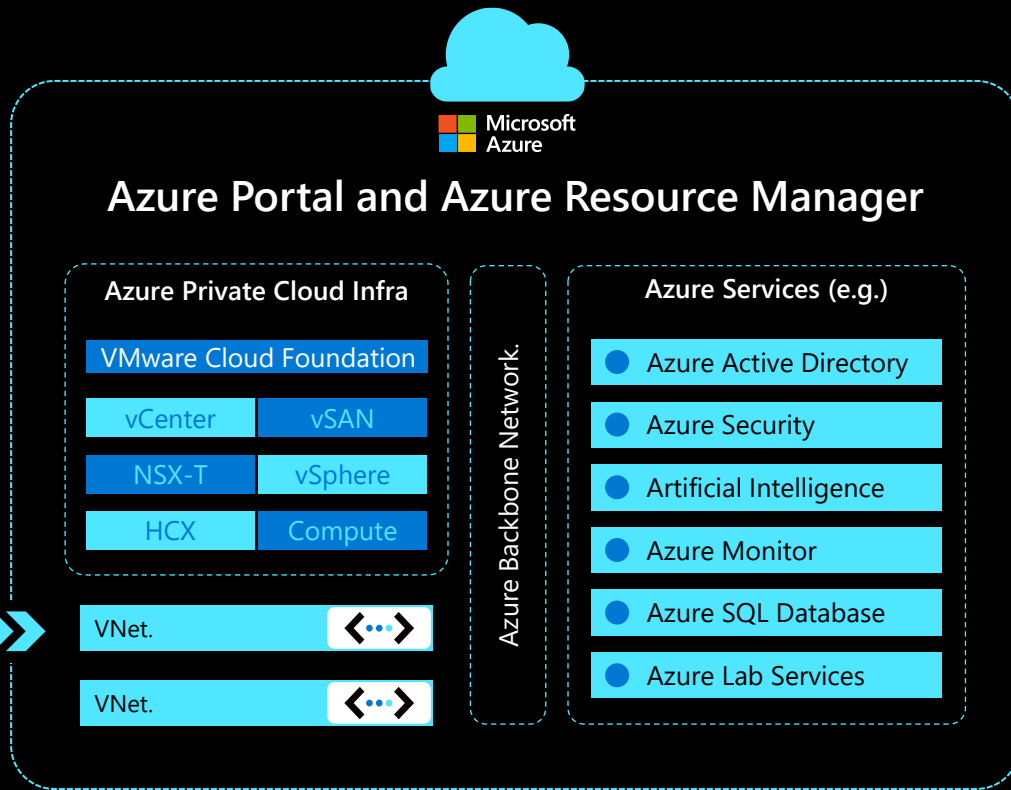 Microsoft
Azure
Azure Portal and Azure Resource Manager
Azure Private Cloud Infra
VMware Cloud Foundation
vCenter
vSAN
NSX-T
vSphere
HCX
Compute
VNet.
VNet.
Azure Backbone Network.
Azure Services (e.g.)
Azure Active Directory
Azure Security
Artificial Intelligence
Azure Monitor
Azure SQL Database
Azure Lab Services